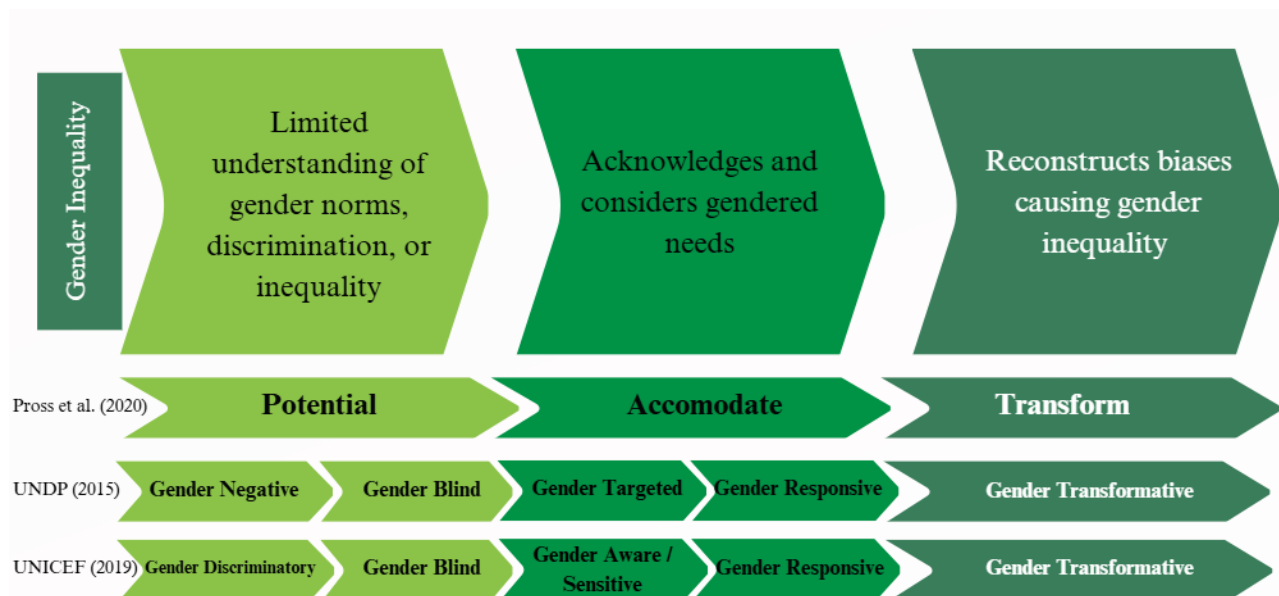 Gender Inequality
Limited
understanding of
gender norms,
discrimination, or
inequality
Acknowledges and
considers gendered
needs
Reconstructs biases
causing gender
inequality
Pross et al. (2020)
Potential
Accomodate
Transform
UNDP (2015)
Gender Negative
Gender Blind
Gender Targeted
Gender Responsive
Gender Transformative
UNICEF (2019)
Gender Discriminatory
Gender Blind
Gender Aware /
Sensitive
Gender Responsive
Gender Transformative